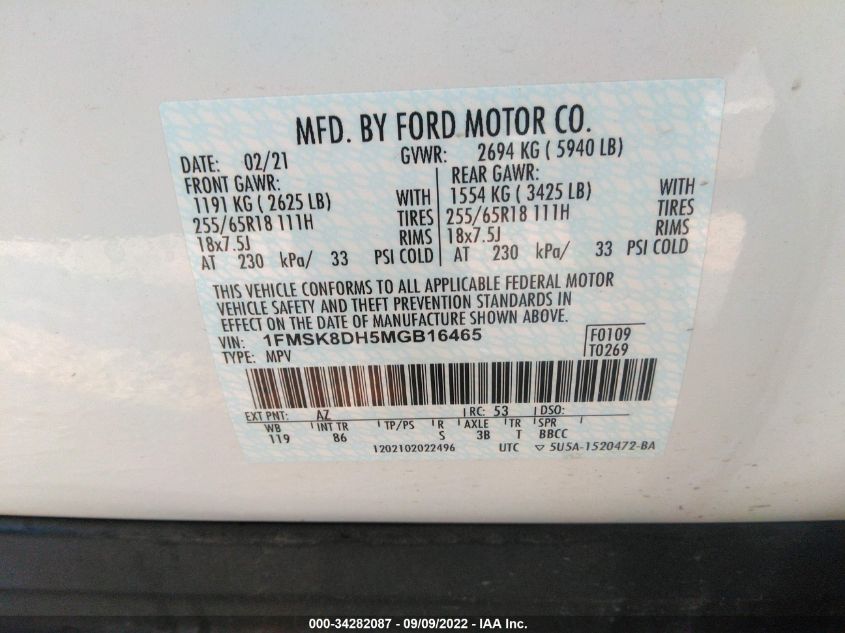 MFD. BY FORD MOTOR CO.
DATE: 02/21 GVWR: 2694 KG ( 5940 LB)
FRONT GAWR: REAR GAWR:
1191 KG ( 2625 LB) WITH 1554 KG ( 3425 LB) WITH
255/65R18 111H TIRES 255/65R18 111H TIRES
18x7.5J RIMS 18x7.5J RIMS
AT 230 kPa/ 33 PSI COLD AT 230 kPa/ 33 PSI COLD
THIS VEHICLE CONFORMS TO ALL APPLICABLE FEDERAL MOTOR
VEHICLE SAFETY AND THEFT PREVENTION STANDARDS IN
EFFECT ON THE DATE OF MANUFACTURE SHOWN ABOVE.
VIN: 1FMSK8DH5MGB16465 F0109
TYPE: MPV T0269
EXT PNT: AZ RC: 53 DSO:
WB INT TR TP/PS R AXLE TR SPR
119 86 S 3B T BBCC
1202102022496 UTC ▽ 5U5A-1520472-BA
000-34282087 - 09/09/2022 - IAA Inc.